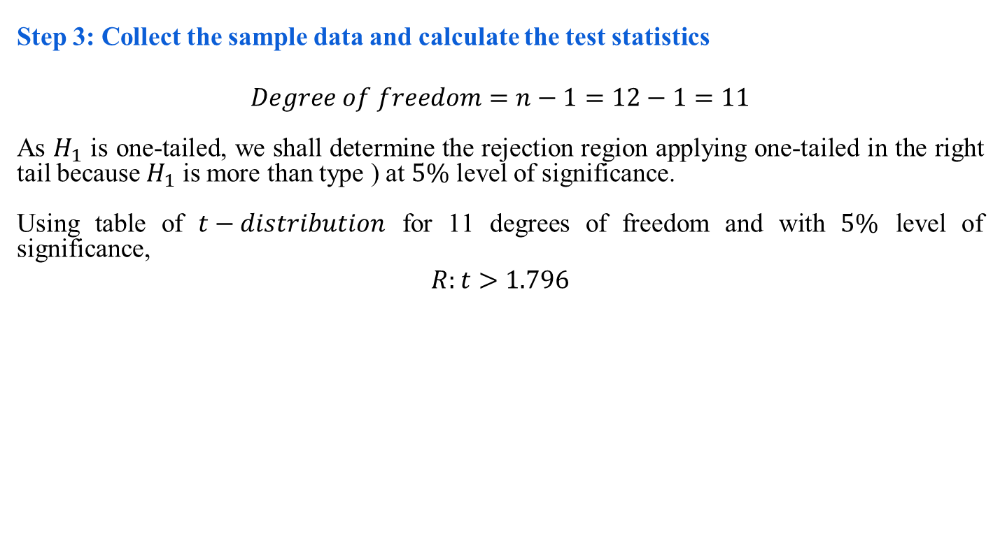 Step 3: Collect the sample data and calculate the test statistics
Degree of freedom = n − 1 = 12 − 1 = 11
As H₁ is one-tailed, we shall determine the rejection region applying one-tailed in the right
tail because H₁ is more than type ) at 5% level of significance.
Using table of t − distribution for 11 degrees of freedom and with 5% level of
significance,
R: t > 1.796